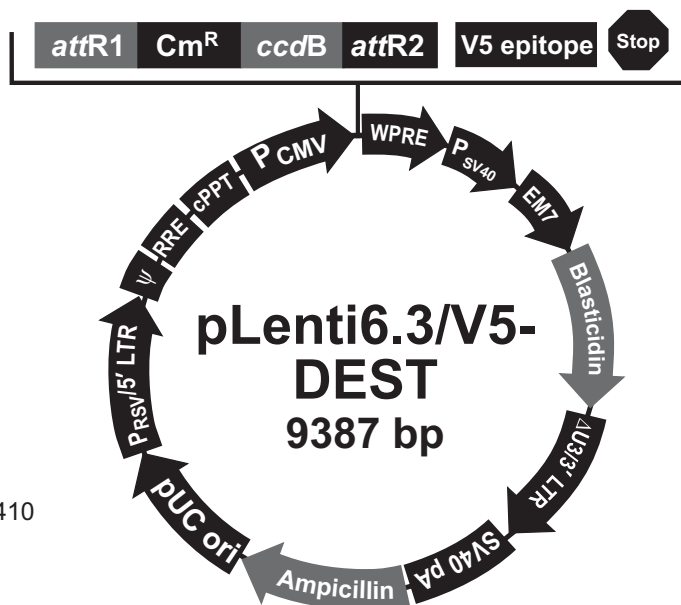 attR1 CmR ccdB attR2 V5 epitope Stop
PCMV
WPRE
PSV40
EM7
Blasticidin
ΔU3/3′ LTR
SV40 pA
Ampicillin
pUC ori
PRSV/5′ LTR
ψ
RRE
cPPT
pLenti6.3/V5-
DEST
9387 bp
410